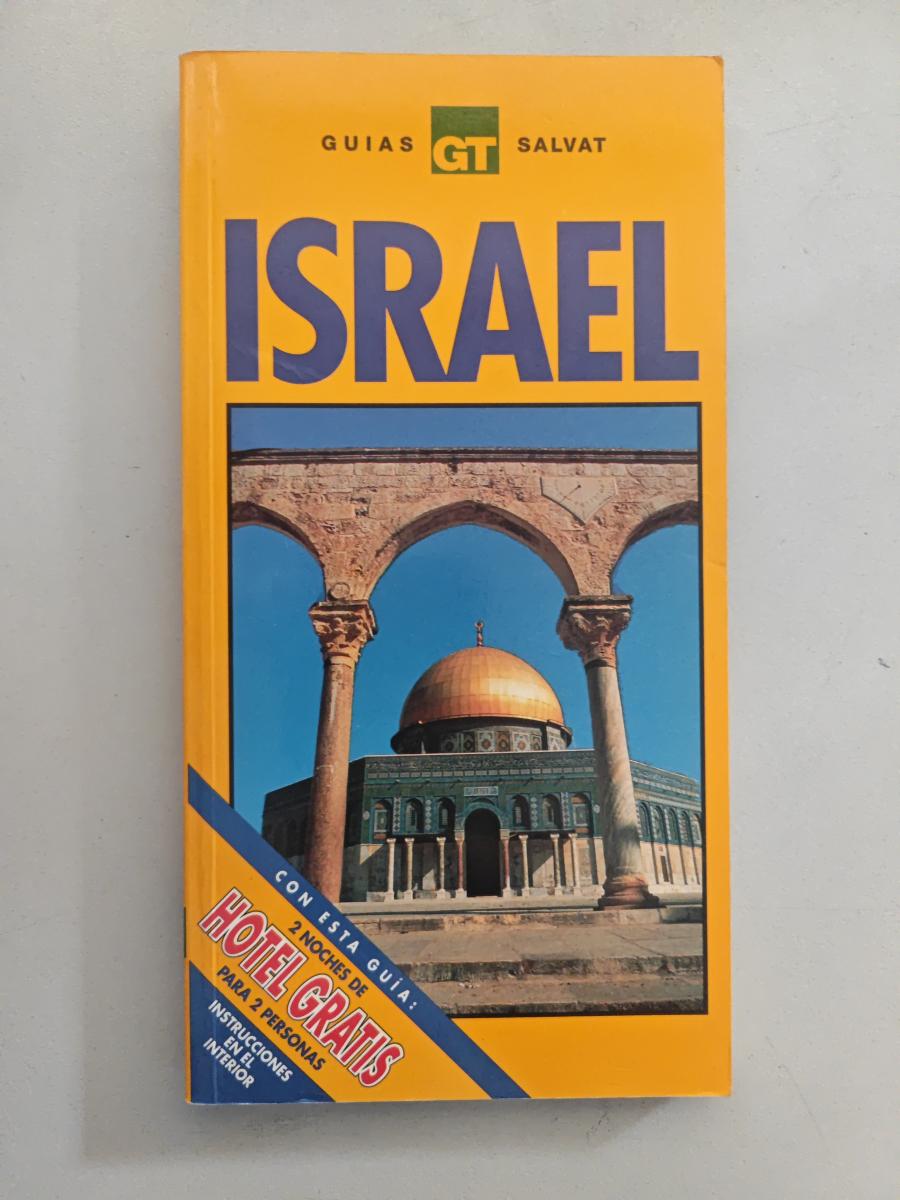 GUIAS GT SALVAT
ISRAEL
CON ESTA GUÍA:
2 NOCHES DE
HOTEL GRATIS
PARA 2 PERSONAS
INSTRUCCIONES
EN EL
INTERIOR